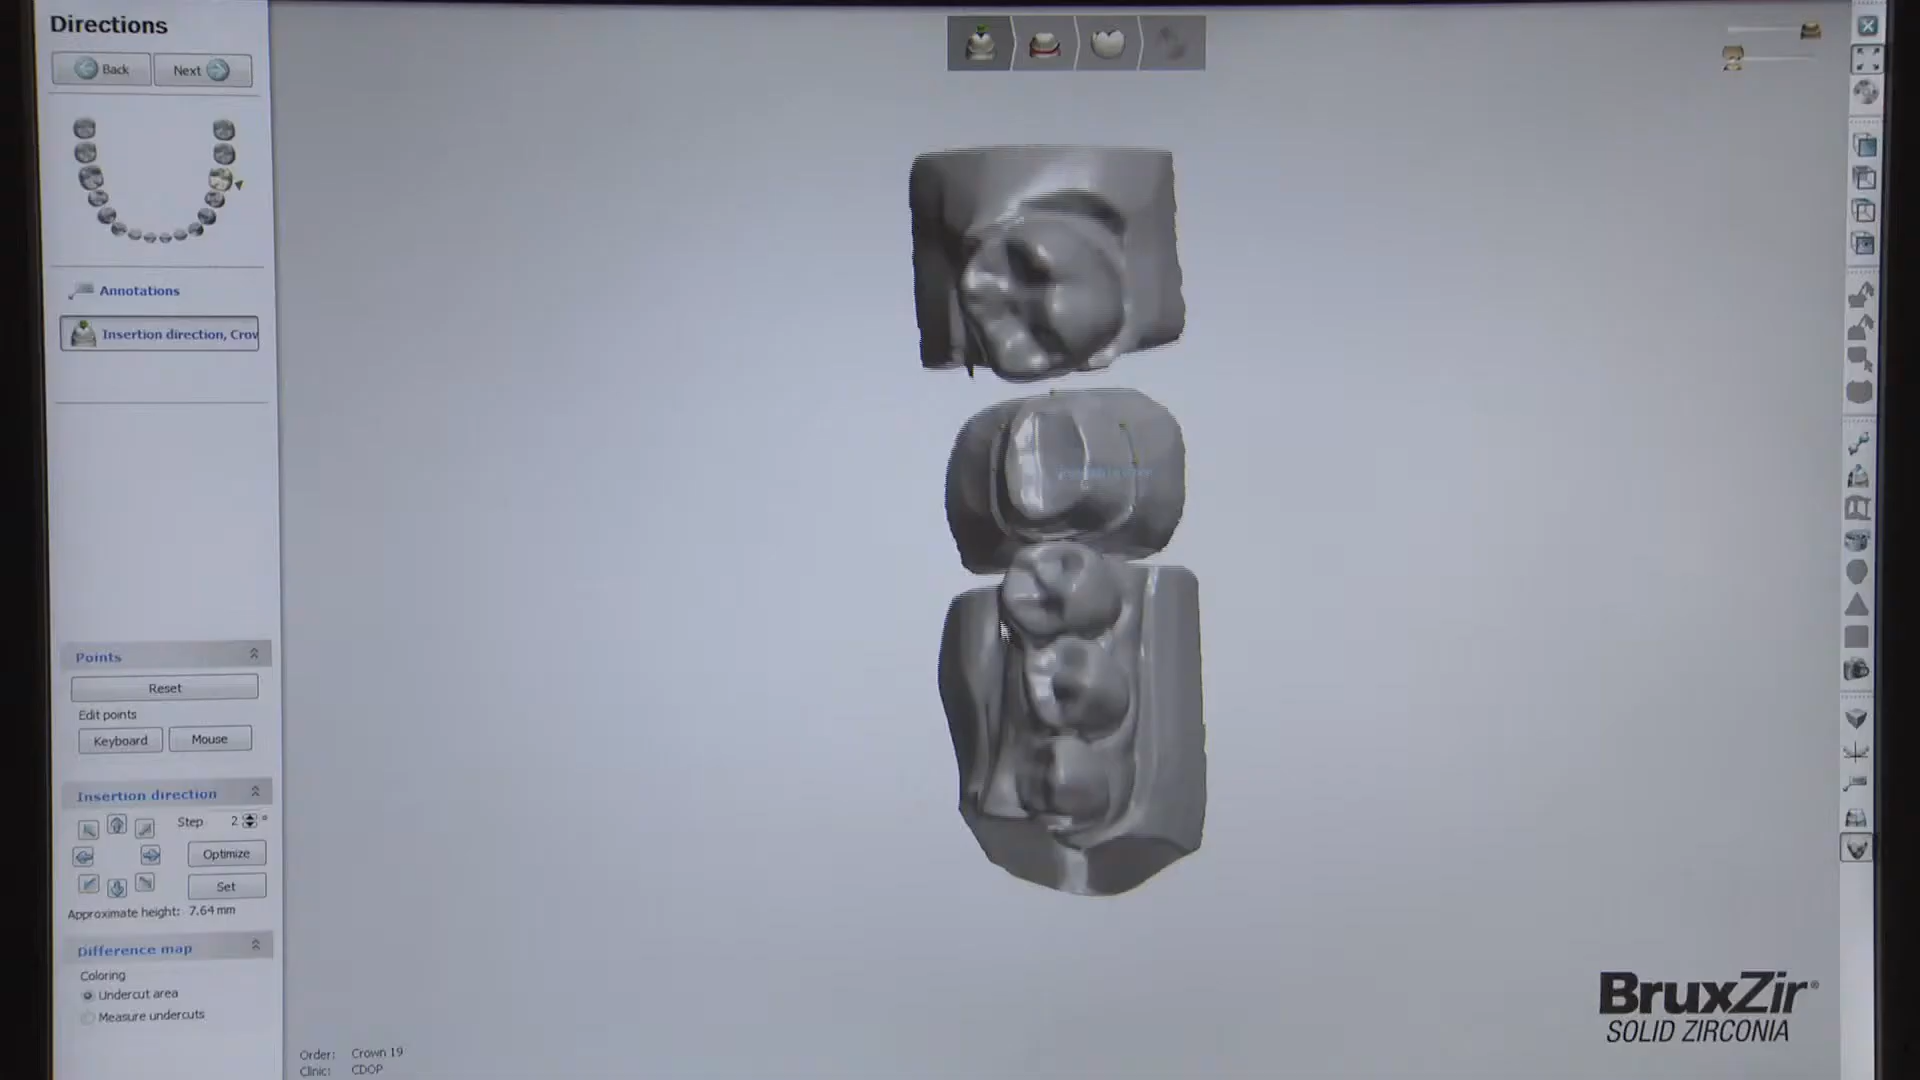 Directions
Back
Next
Annotations
Insertion direction, Crov
Points
Reset
Edit points
Keyboard
Mouse
Insertion direction
Step 2 °
Optimize
Set
Approximate height: 7.64 mm
Difference map
Coloring
Undercut area
Measure undercuts
Order: Crown 19
Clinic: CDOP
BruxZir®
SOLID ZIRCONIA